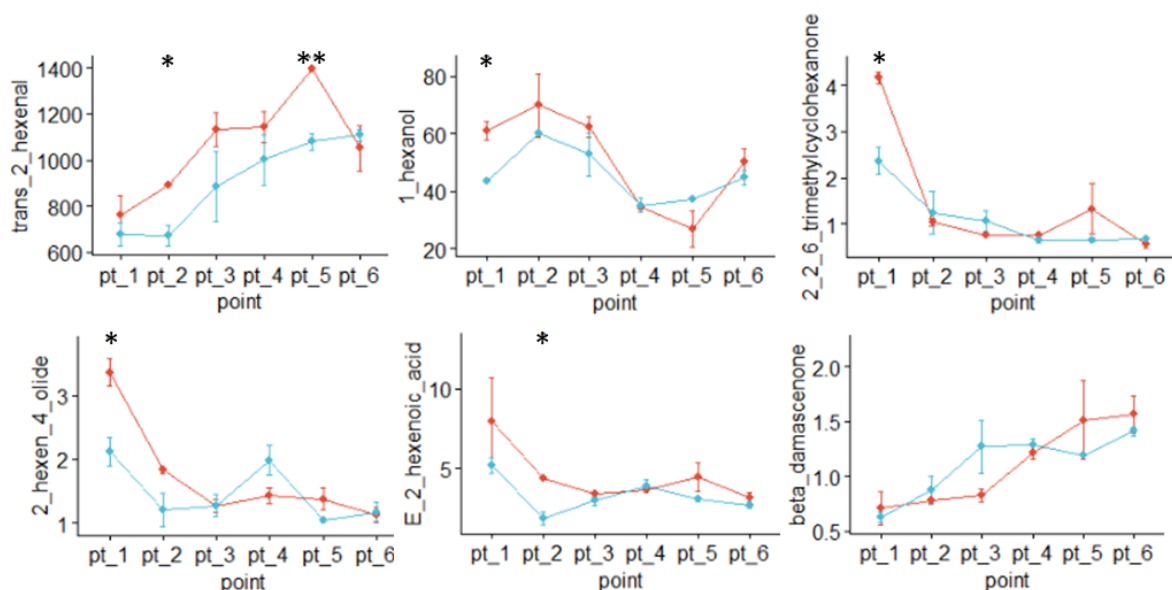 trans_2_hexenal
1400
1200
1000
800
600
*
**
pt_1 pt_2 pt_3 pt_4 pt_5 pt_6
point
1_hexanol
80
60
40
20
*
pt_1 pt_2 pt_3 pt_4 pt_5 pt_6
point
2_2_6_trimethylcyclohexanone
4
3
2
1
*
pt_1 pt_2 pt_3 pt_4 pt_5 pt_6
point
2_hexen_4_olide
3
2
1
*
pt_1 pt_2 pt_3 pt_4 pt_5 pt_6
point
E_2_hexenoic_acid
10
5
*
pt_1 pt_2 pt_3 pt_4 pt_5 pt_6
point
beta_damascenone
2.0
1.5
1.0
0.5
pt_1 pt_2 pt_3 pt_4 pt_5 pt_6
point